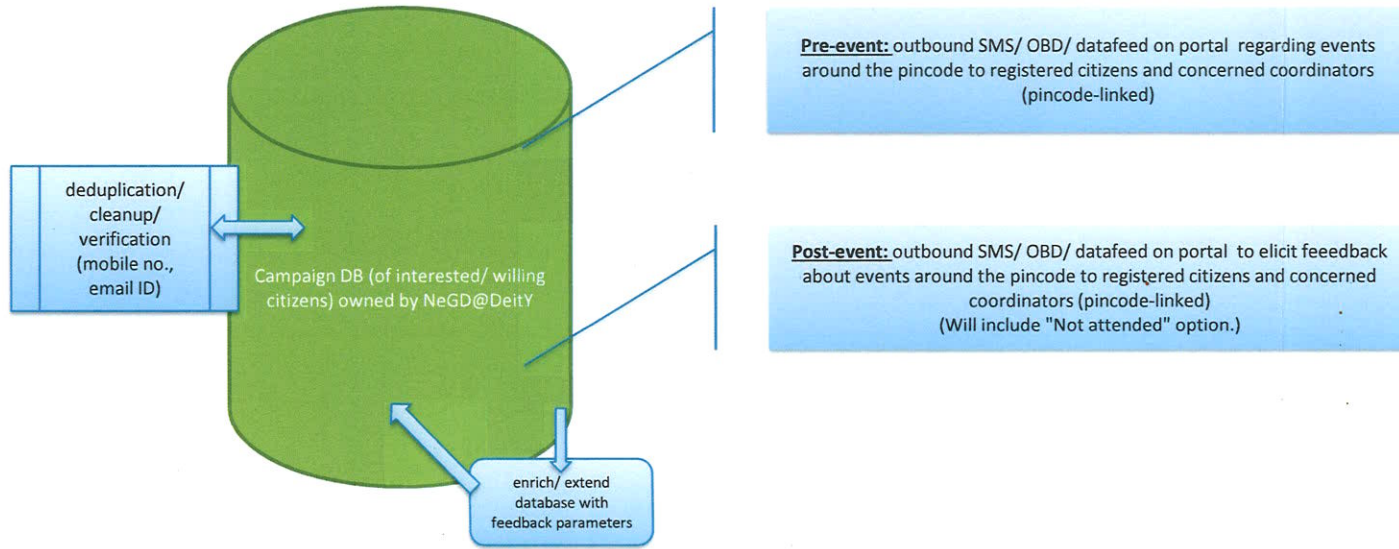 Pre-event: outbound SMS/ OBD/ datafeed on portal regarding events
around the pincode to registered citizens and concerned coordinators
(pincode-linked)
deduplication/
cleanup/
verification
(mobile no.,
email ID)
Campaign DB (of interested/ willing
citizens) owned by NeGD@DeitY
Post-event: outbound SMS/ OBD/ datafeed on portal to elicit feeedback
about events around the pincode to registered citizens and concerned
coordinators (pincode-linked)
(Will include "Not attended" option.)
enrich/ extend
database with
feedback parameters